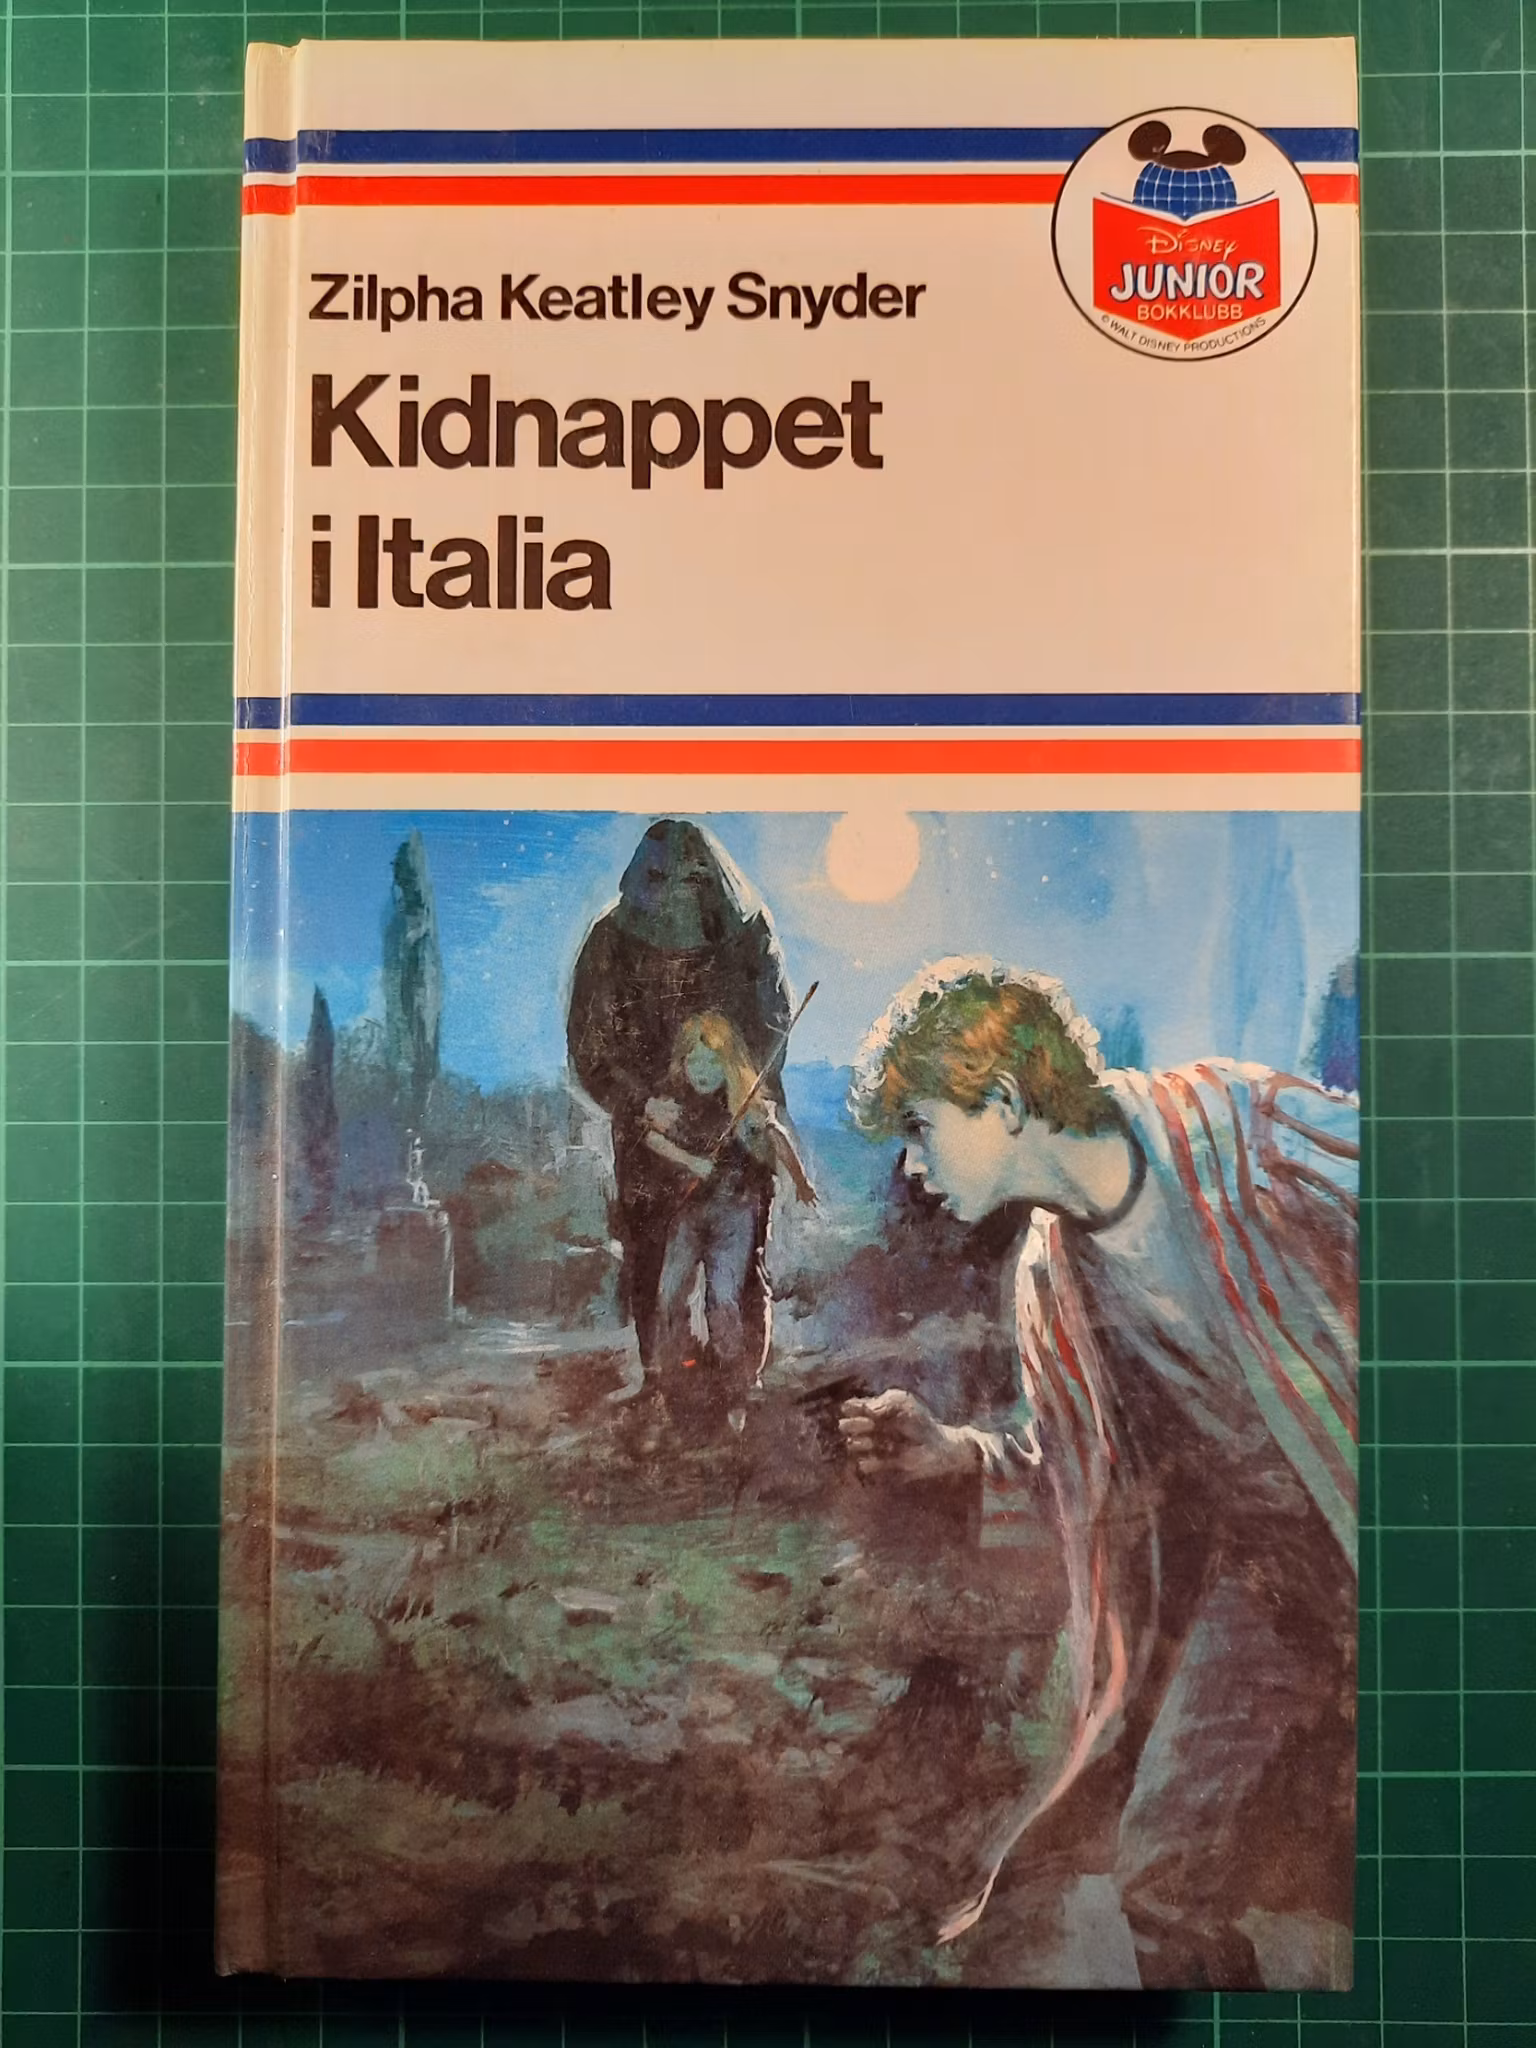 Disney
JUNIOR
BOKKLUBB
© WALT DISNEY PRODUCTIONS
Zilpha Keatley Snyder
Kidnappet
i Italia